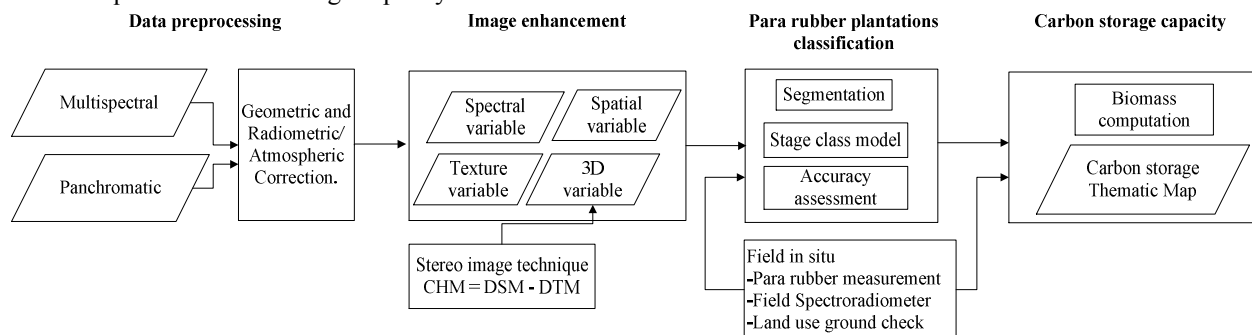 Data preprocessing
Image enhancement
Para rubber plantations
classification
Carbon storage capacity
Multispectral
Panchromatic
Geometric and
Radiometric/
Atmospheric
Correction.
Spectral
variable
Spatial
variable
Texture
variable
3D
variable
Stereo image technique
CHM = DSM - DTM
Segmentation
Stage class model
Accuracy
assessment
Field in situ
-Para rubber measurement
-Field Spectroradiometer
-Land use ground check
Biomass
computation
Carbon storage
Thematic Map